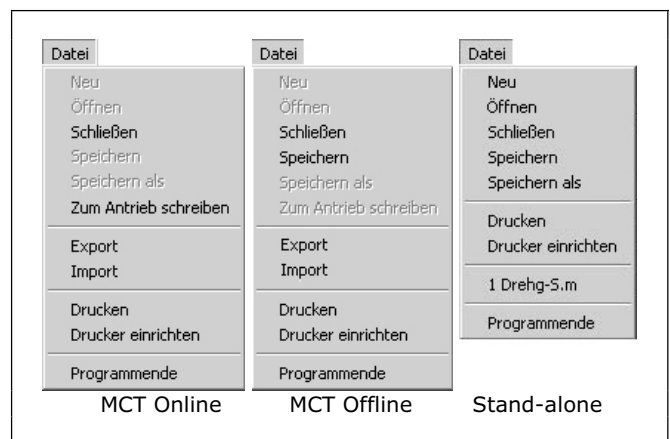 Datei
Neu
Öffnen
Schließen
Speichern
Speichern als
Zum Antrieb schreiben
Export
Import
Drucken
Drucker einrichten
Programmende
MCT Online
Datei
Neu
Öffnen
Schließen
Speichern
Speichern als
Zum Antrieb schreiben
Export
Import
Drucken
Drucker einrichten
Programmende
MCT Offline
Datei
Neu
Öffnen
Schließen
Speichern
Speichern als
Drucken
Drucker einrichten
1 Drehg-S.m
Programmende
Stand-alone